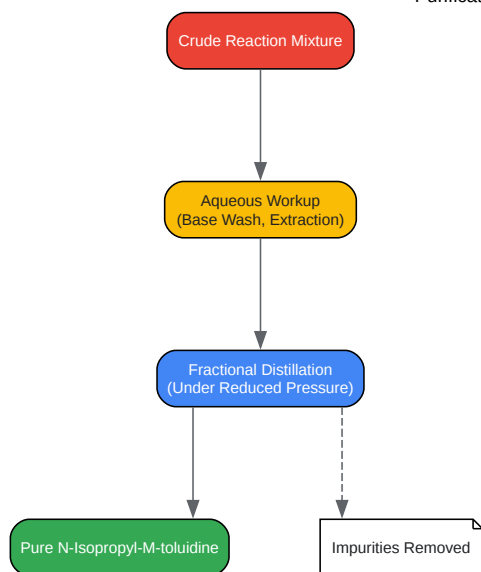 Crude Reaction Mixture
Aqueous Workup
(Base Wash, Extraction)
Fractional Distillation
(Under Reduced Pressure)
Pure N-Isopropyl-M-toluidine
Impurities Removed